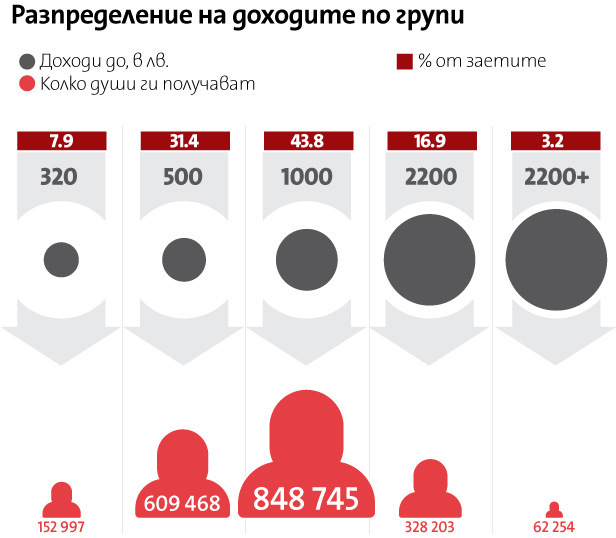 Разпределение на доходите по групи
Доходи до, в лв.
% от заетите
Колко души ги получават
7.9 31.4 43.8 16.9 3.2
320 500 1000 2200 2200+
609 468 848 745
152 997 328 203 62 254